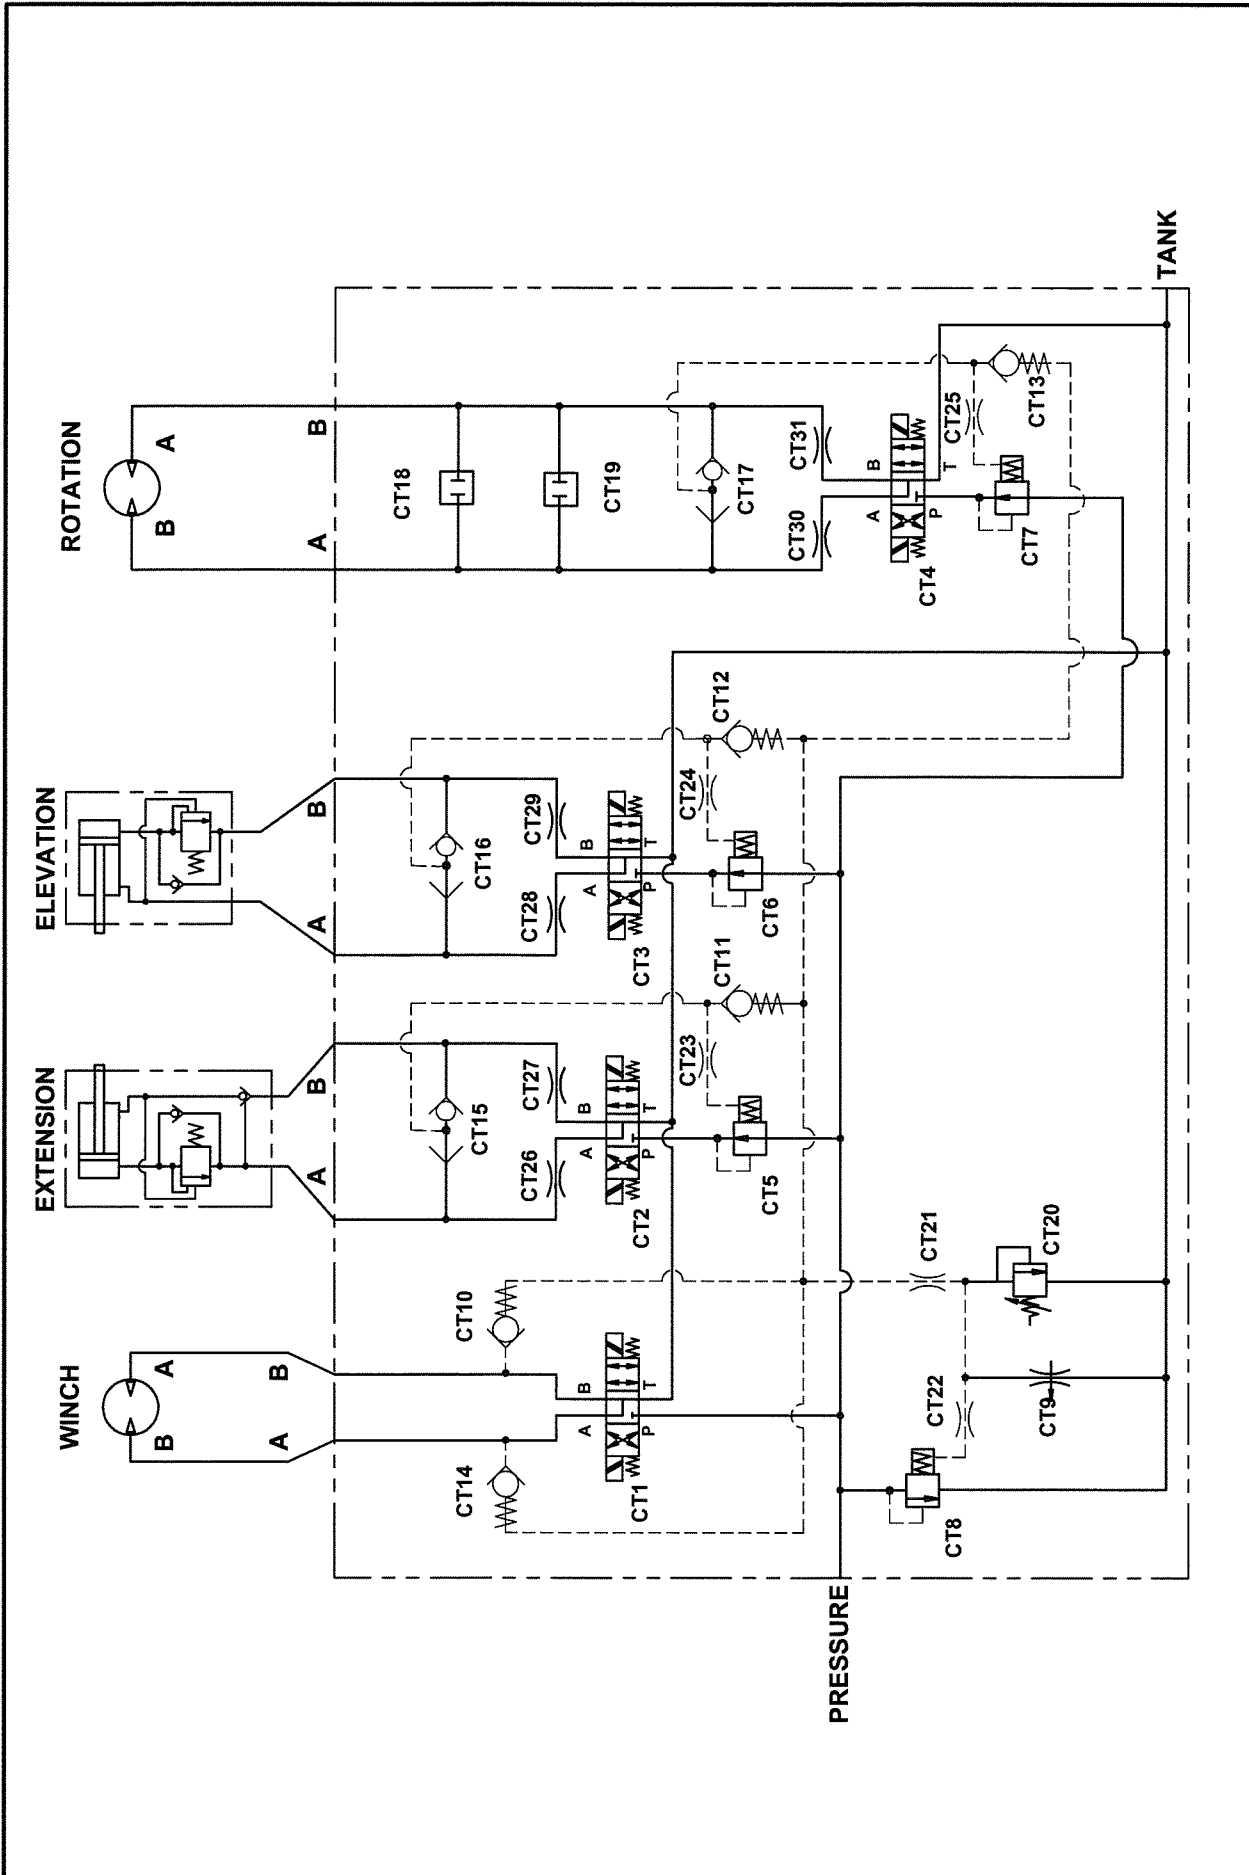 WINCH
EXTENSION
ELEVATION
ROTATION
B
A
B
A
A
B
A
B
A
B
A
B
CT18
CT19
CT14
CT10
CT15
CT16
CT17
CT26
CT27
CT28
CT29
CT30
CT31
A
B
P
T
CT1
A
B
P
T
CT2
A
B
P
T
CT3
A
B
P
T
CT4
CT23
CT11
CT5
CT24
CT12
CT6
CT25
CT13
CT7
PRESSURE
CT8
CT22
CT21
CT9
CT20
TANK